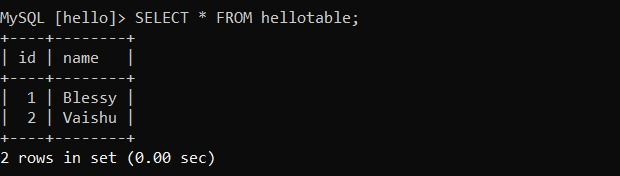 MySQL [hello]> SELECT * FROM hellotable;
+----+--------+
| id | name   |
+----+--------+
|  1 | Blessy |
|  2 | Vaishu |
+----+--------+
2 rows in set (0.00 sec)